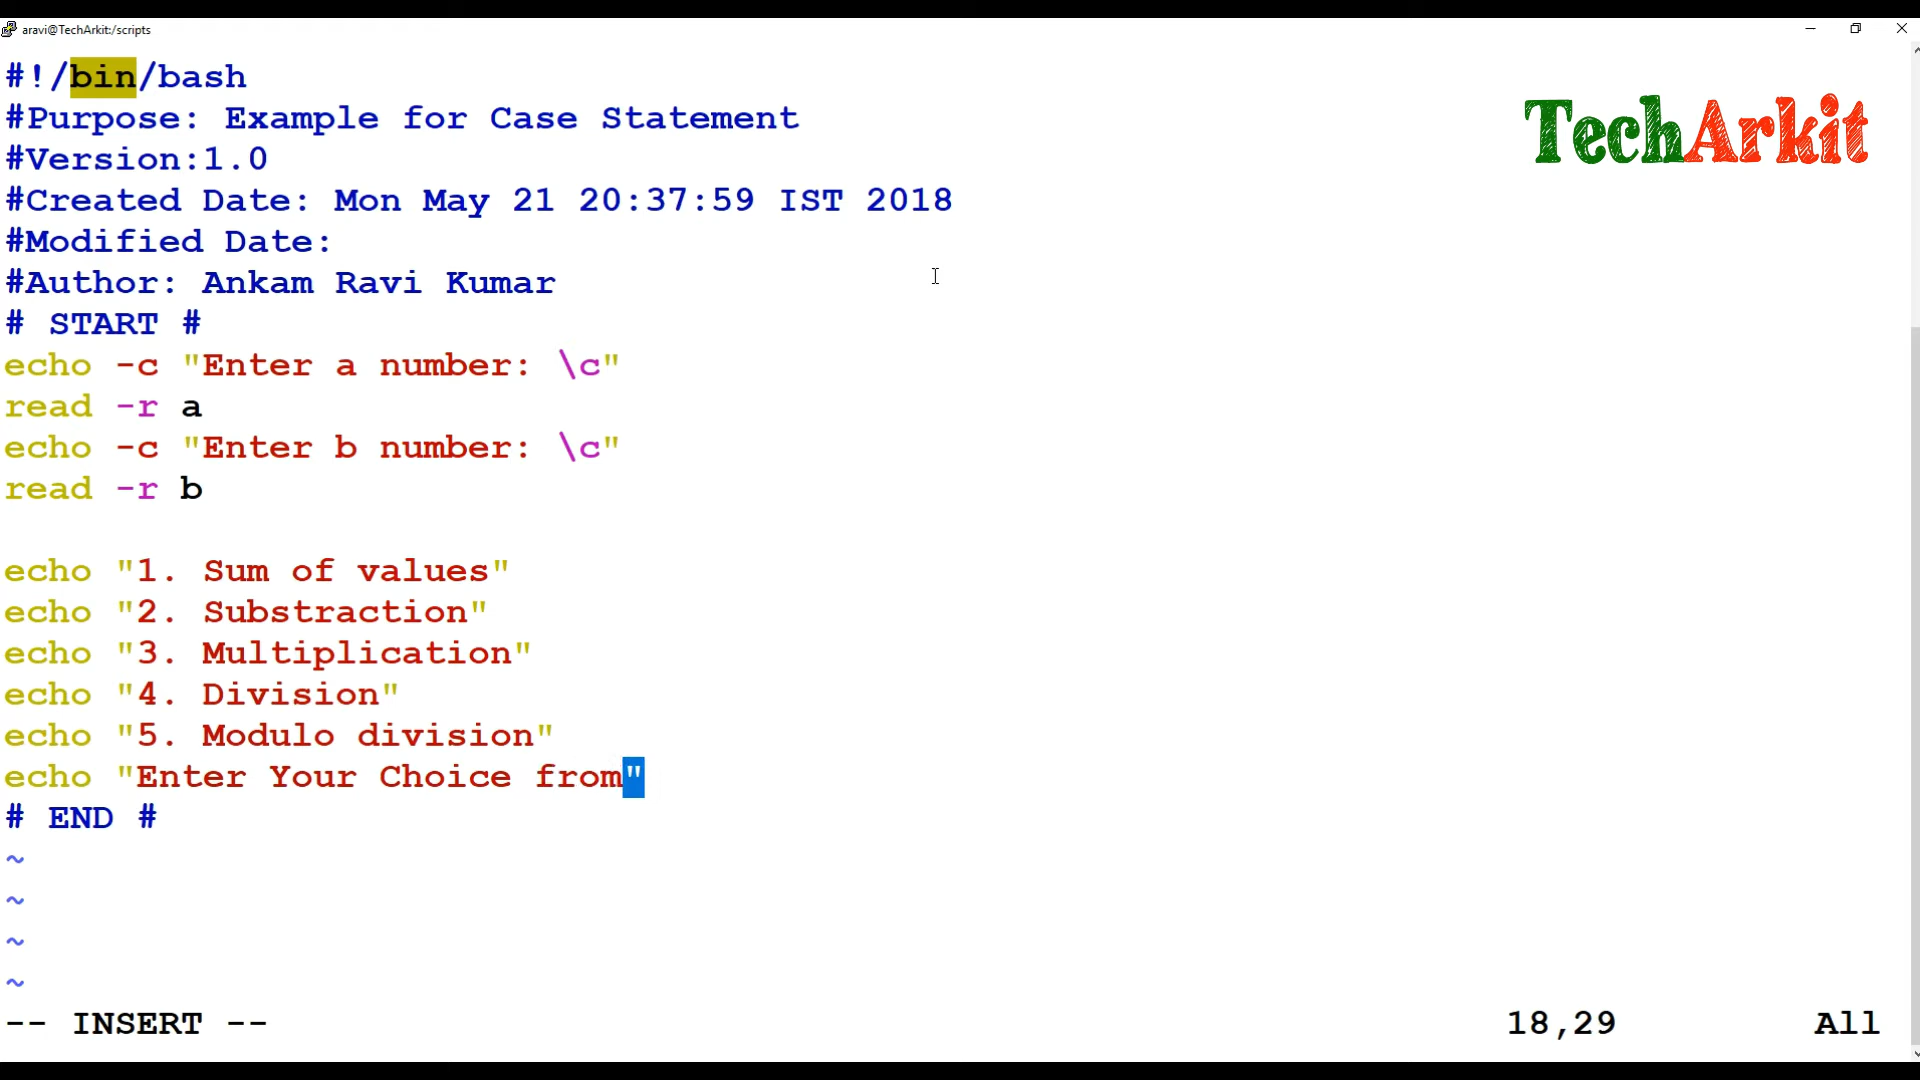 aravi@TechArkit:/scripts
#!/bin/bash
#Purpose: Example for Case Statement
#Version:1.0
#Created Date: Mon May 21 20:37:59 IST 2018
#Modified Date:
#Author: Ankam Ravi Kumar
# START #
echo -c "Enter a number: \c"
read -r a
echo -c "Enter b number: \c"
read -r b
echo "1. Sum of values"
echo "2. Substraction"
echo "3. Multiplication"
echo "4. Division"
echo "5. Modulo division"
echo "Enter Your Choice from"
# END #
~
~
~
~
-- INSERT -- 18,29 All
TechArkit